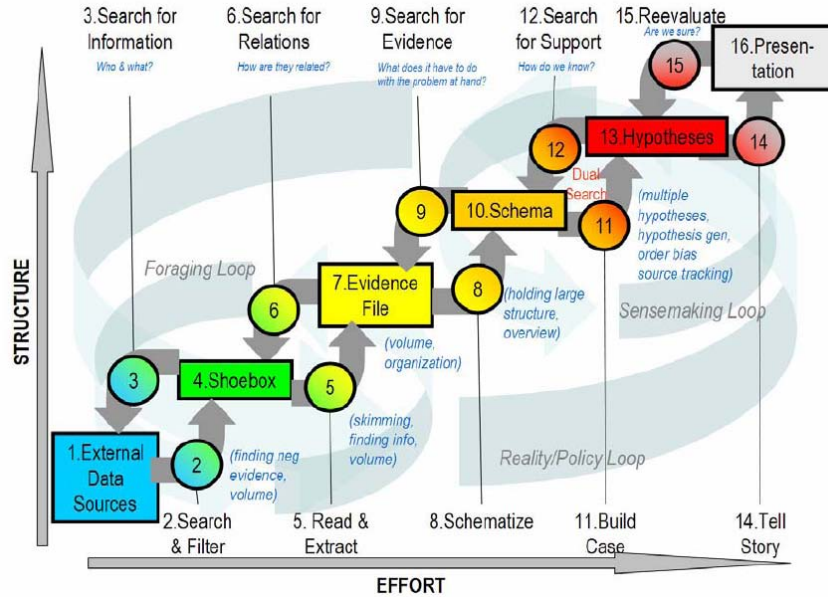 3.Search for
Information
Who & what?
6.Search for
Relations
How are they related?
9.Search for
Evidence
What does it have to do
with the problem at hand?
12.Search
for Support
How do we know?
15.Reevaluate
Are we sure?
16.Presen-
tation
15
13.Hypotheses
14
12
Dual
Search
11
(multiple
hypotheses,
hypothesis gen,
order bias
source tracking)
10.Schema
9
Foraging Loop
7.Evidence
File
8
(holding large
structure,
overview)
Sensemaking Loop
6
(volume,
organization)
3
4.Shoebox
5
(skimming,
finding info,
volume)
1.External
Data
Sources
2
(finding neg
evidence,
volume)
Reality/Policy Loop
2.Search
& Filter
5. Read &
Extract
8.Schematize
11.Build
Case
14.Tell
Story
STRUCTURE
EFFORT